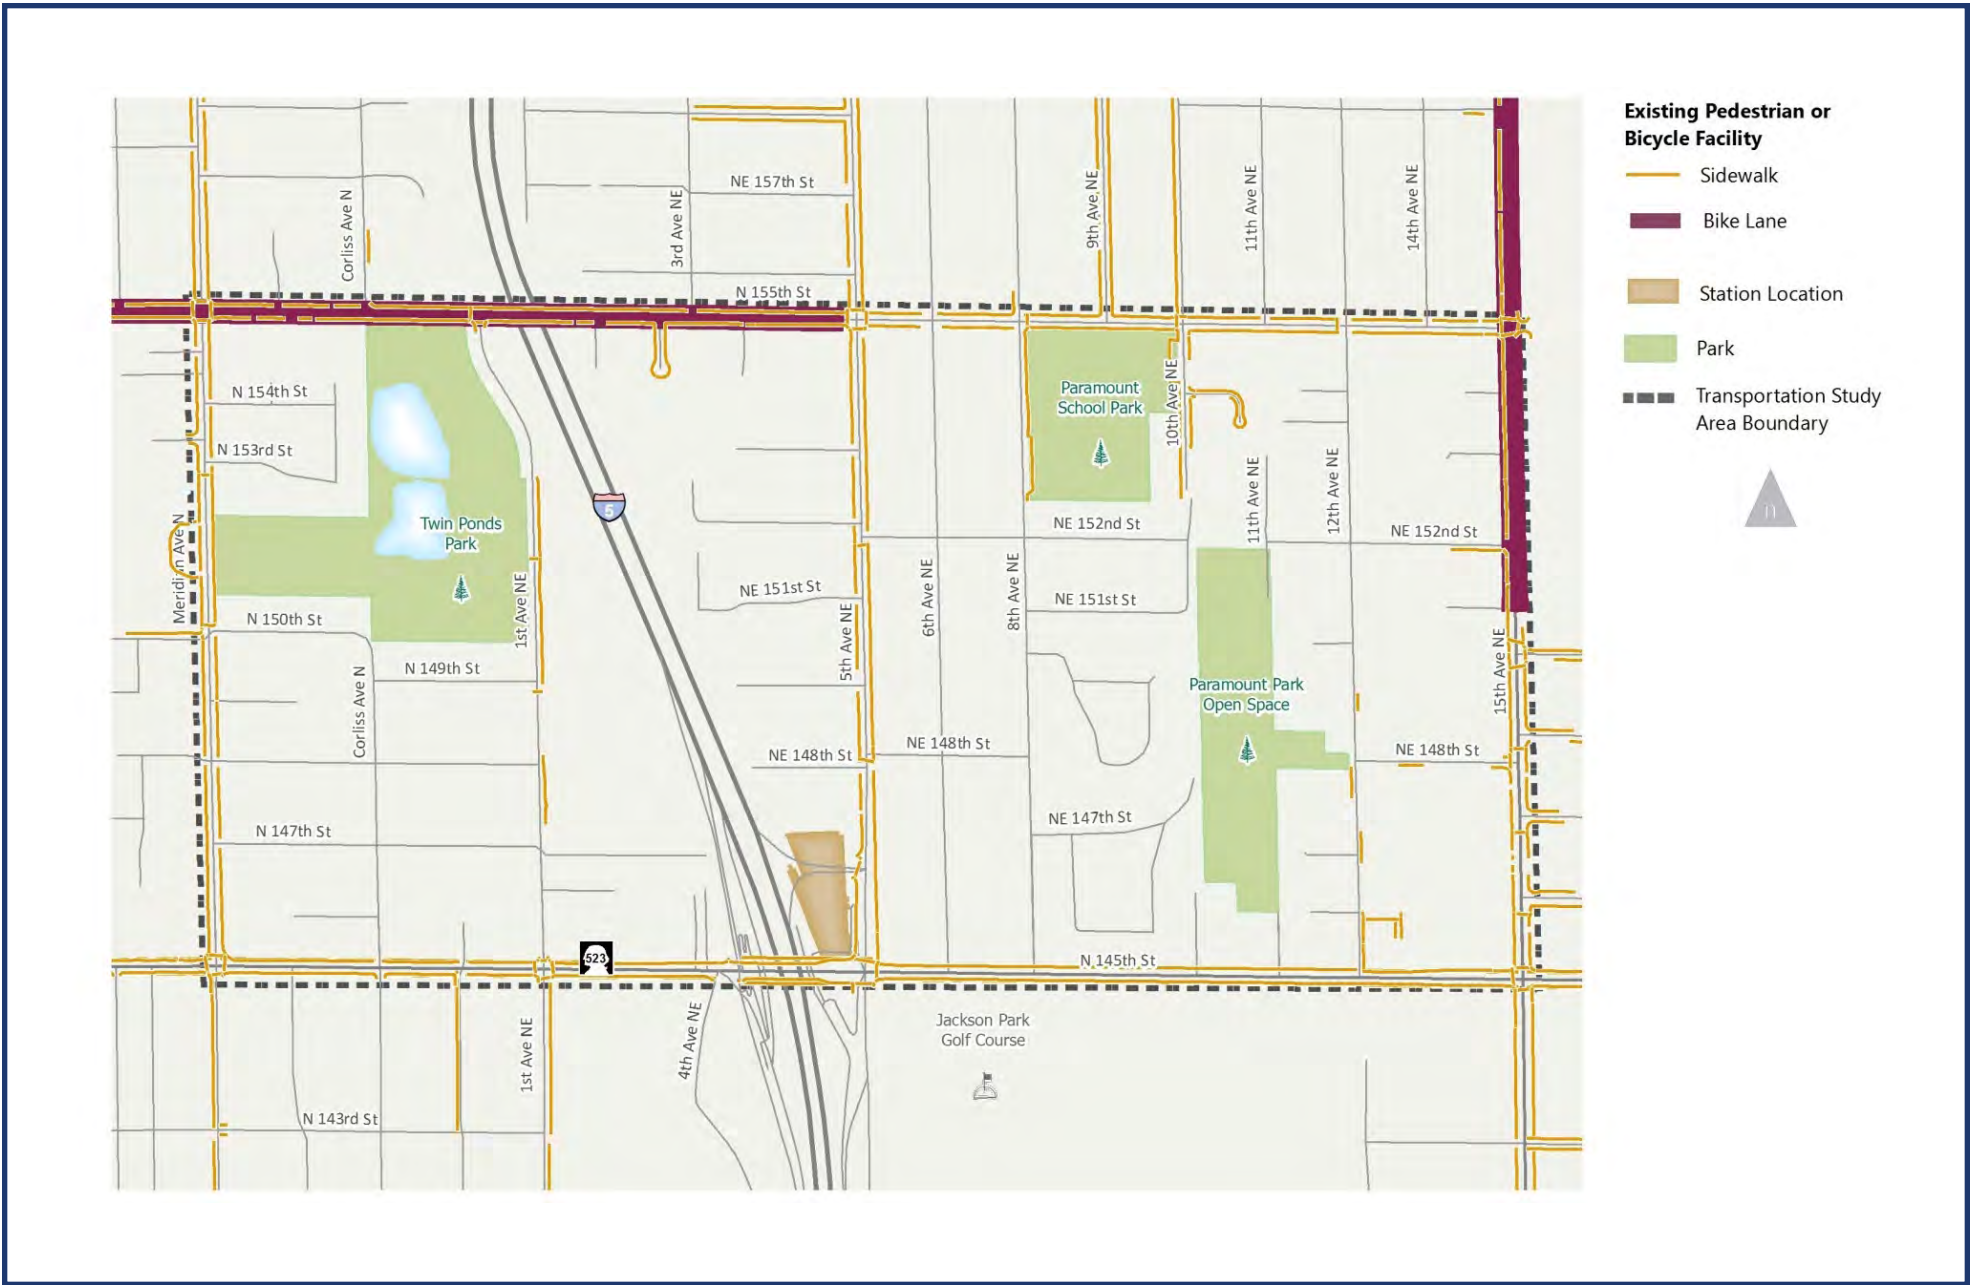 Existing Pedestrian or
Bicycle Facility
Sidewalk
Bike Lane
Station Location
Park
Transportation Study
Area Boundary
n
NE 157th St
Corliss Ave N
3rd Ave NE
9th Ave NE
11th Ave NE
14th Ave NE
N 155th St
N 154th St
N 153rd St
Paramount
School Park
10th Ave NE
5
Twin Ponds
Park
Meridian Ave N
NE 152nd St
11th Ave NE
12th Ave NE
NE 152nd St
1st Ave NE
NE 151st St
6th Ave NE
8th Ave NE
NE 151st St
N 150th St
5th Ave NE
15th Ave NE
N 149th St
Corliss Ave N
Paramount Park
Open Space
NE 148th St
NE 148th St
NE 148th St
N 147th St
NE 147th St
523
N 145th St
1st Ave NE
4th Ave NE
Jackson Park
Golf Course
N 143rd St